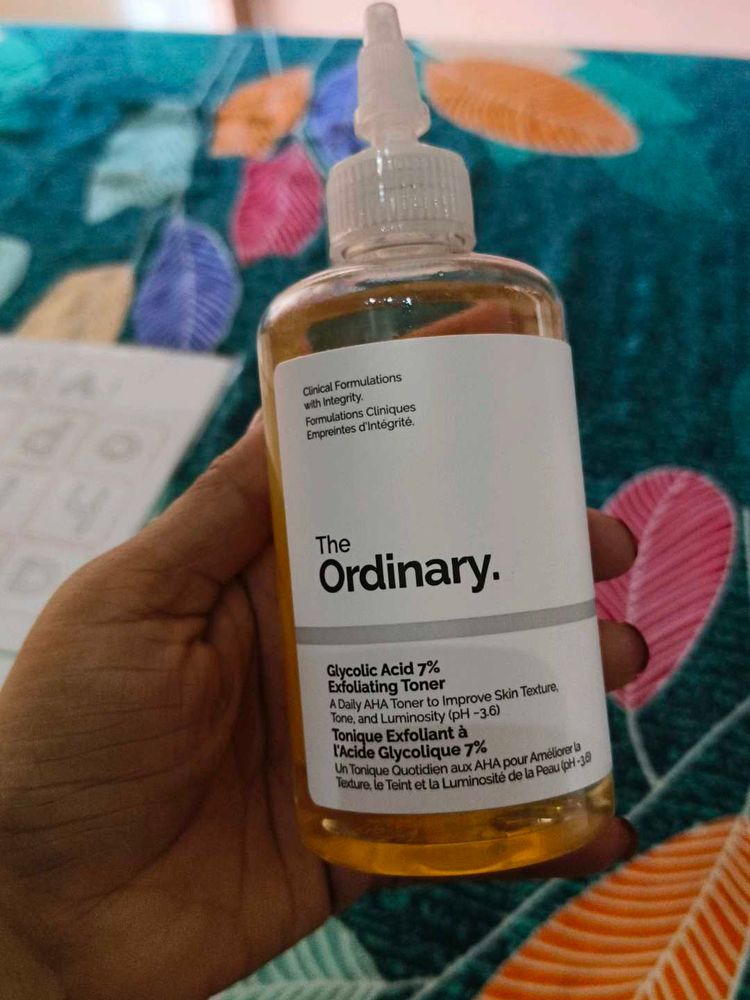 Clinical Formulations
with Integrity.
Formulations Cliniques
Empreintes d'Intégrité.
The
Ordinary.
Glycolic Acid 7%
Exfoliating Toner
A Daily AHA Toner to Improve Skin Texture,
Tone, and Luminosity (pH ~3.6)
Tonique Exfoliant à
l'Acide Glycolique 7%
Un Tonique Quotidien aux AHA pour Améliorer la
Texture, le Teint et la Luminosité de la Peau (pH ~3.6)